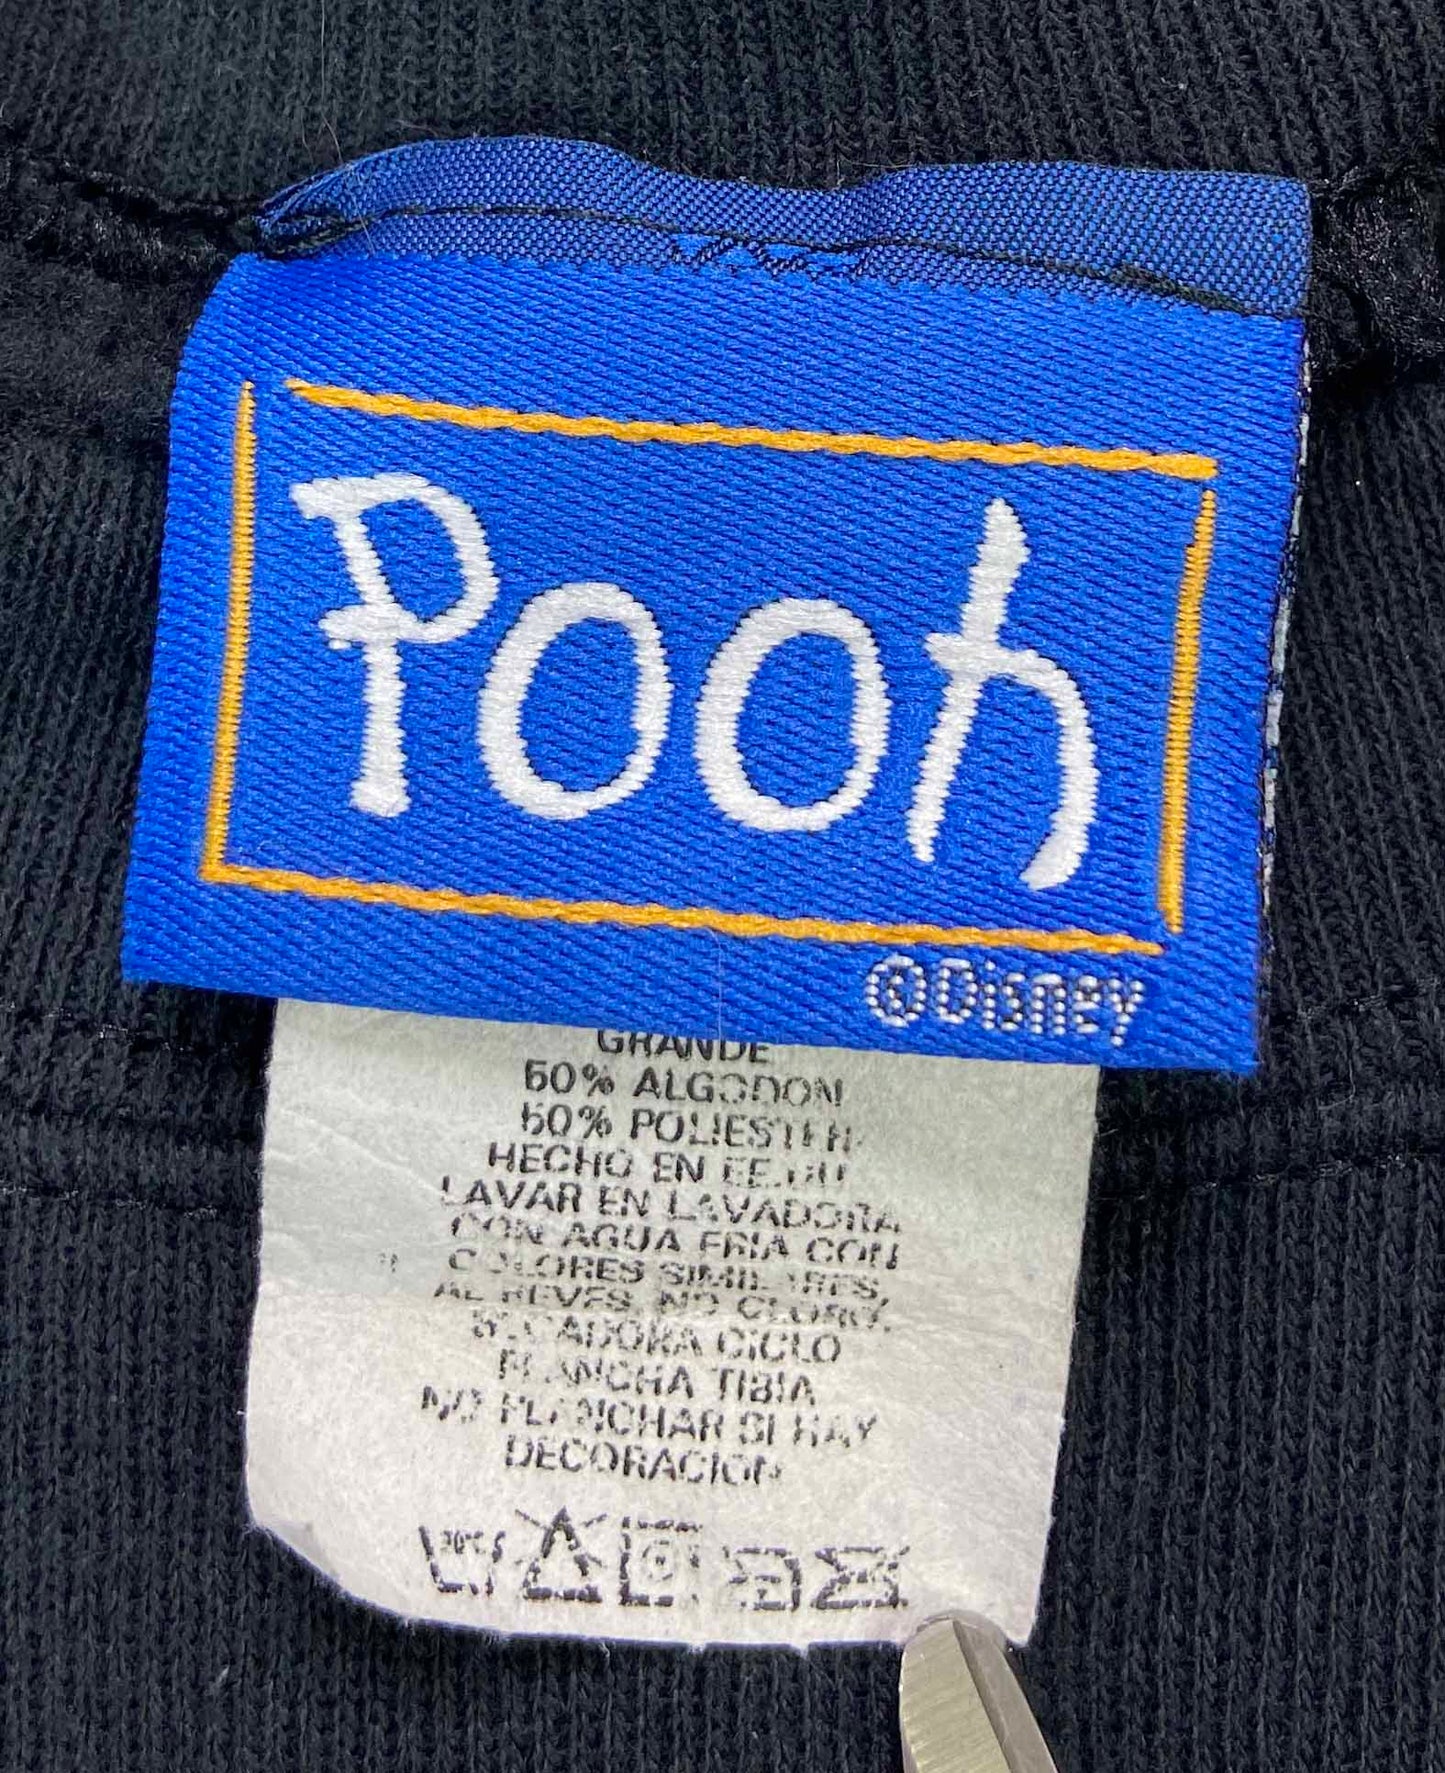 Pooh
©Disney
GRANDE
50% ALGODON
50% POLIESTER
HECHO EN EE.UU
LAVAR EN LAVADORA
CON AGUA FRIA CON
COLORES SIMILARES,
AL REVES, NO CLORO,
SECADORA CICLO
PLANCHA TIBIA
NO PLANCHAR SI HAY
DECORACION